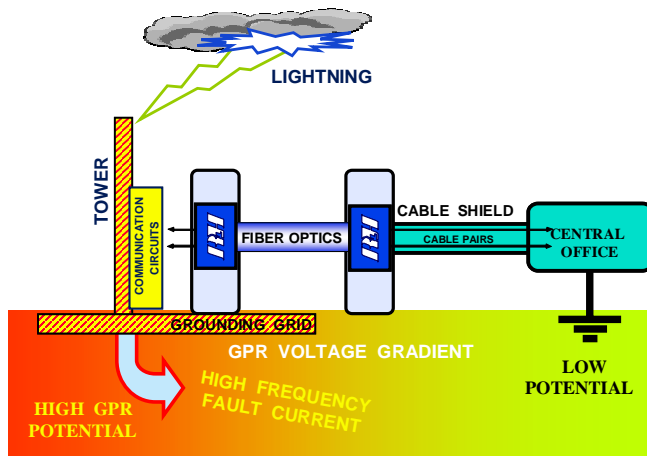 LIGHTNING
TOWER
COMMUNICATION
CIRCUITS
FIBER OPTICS
CABLE SHIELD
CABLE PAIRS
CENTRAL
OFFICE
GROUNDING GRID
GPR VOLTAGE GRADIENT
HIGH FREQUENCY
FAULT CURRENT
HIGH GPR
POTENTIAL
LOW
POTENTIAL